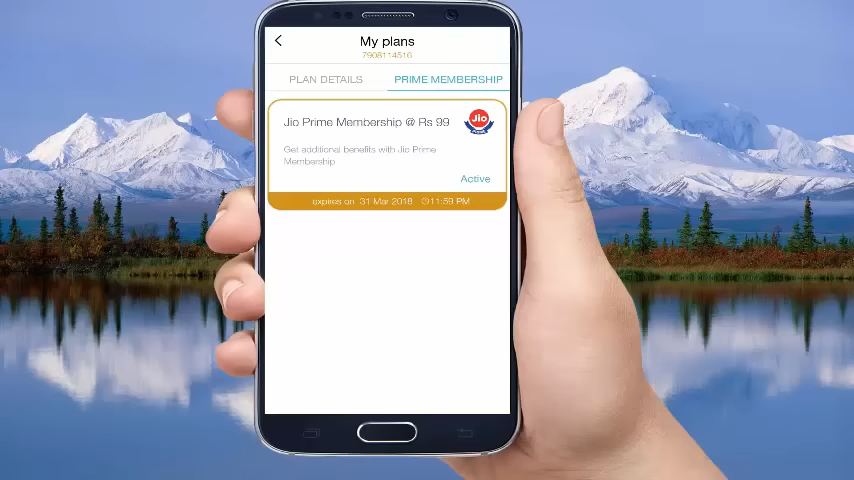 My plans
7908114516
PLAN DETAILS
PRIME MEMBERSHIP
Jio Prime Membership @ Rs 99
Jio
PRIME
Get additional benefits with Jio Prime
Membership
Active
expires on 31 Mar 2018 11:59 PM